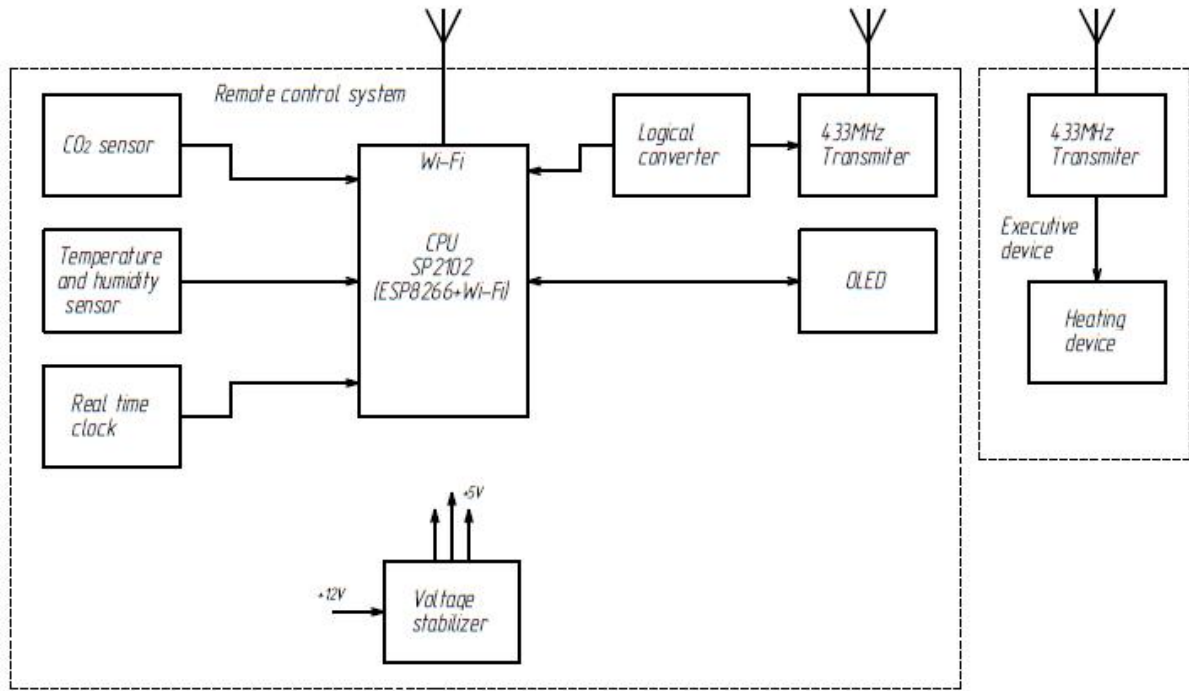 Remote control system
CO₂ sensor
Temperature
and humidity
sensor
Real time
clock
Wi-Fi
CPU
SP2102
(ESP8266+Wi-Fi)
Logical
converter
433MHz
Transmiter
OLED
+5V
+12V
Voltage
stabilizer
433MHz
Transmiter
Executive
device
Heating
device